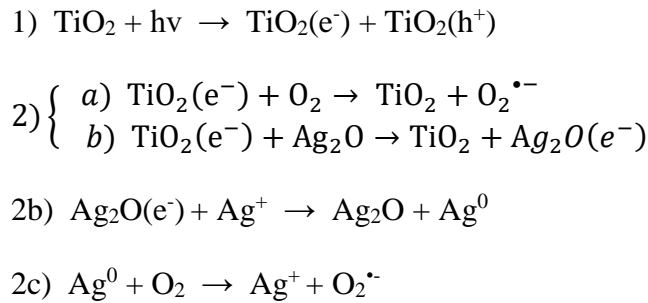 1) TiO₂ + hv → TiO₂(e⁻) + TiO₂(h⁺)
2){ a) TiO₂(e⁻) + O₂ → TiO₂ + O₂•⁻
b) TiO₂(e⁻) + Ag₂O → TiO₂ + Ag₂O(e⁻)
2b) Ag₂O(e⁻) + Ag⁺ → Ag₂O + Ag⁰
2c) Ag⁰ + O₂ → Ag⁺ + O₂•⁻